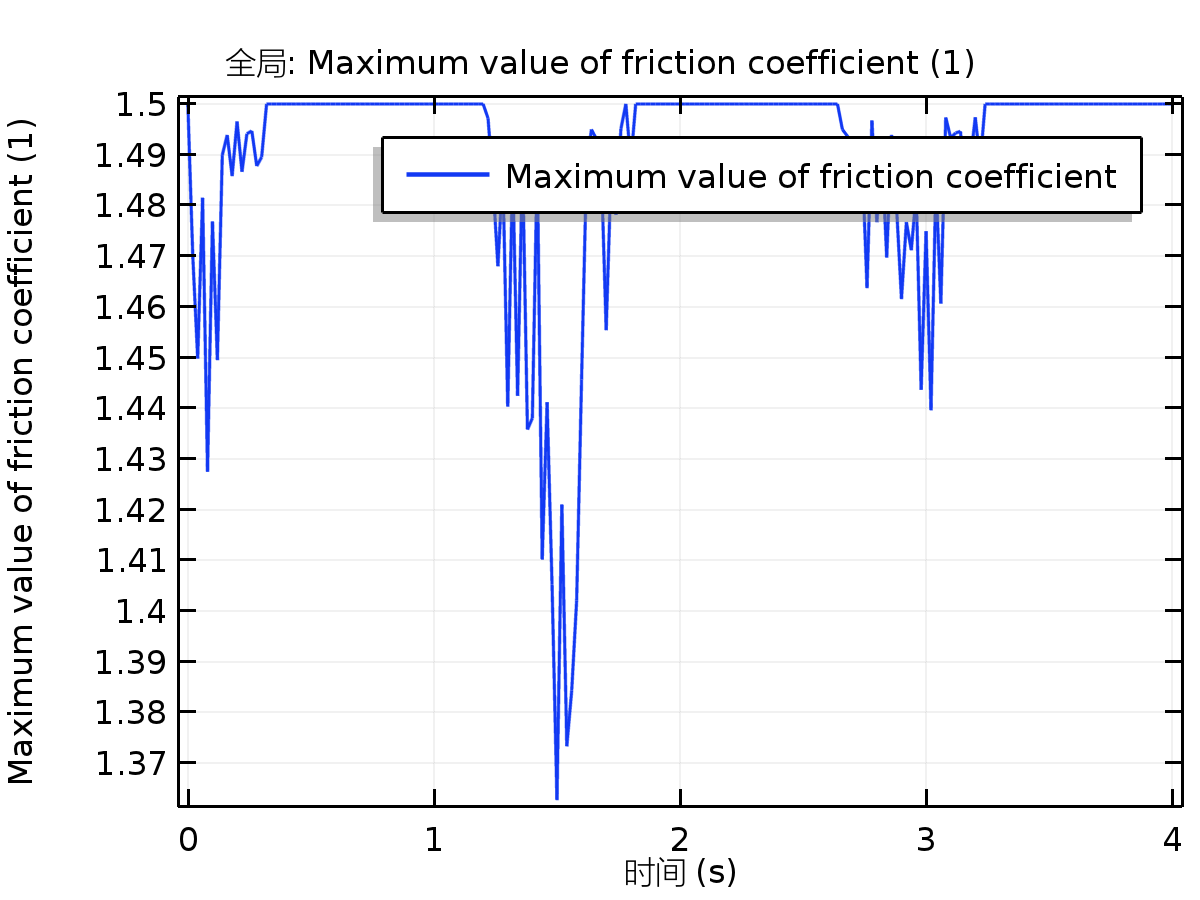 全局: Maximum value of friction coefficient (1)
Maximum value of friction coefficient (1)
1.5
1.49
1.48
1.47
1.46
1.45
1.44
1.43
1.42
1.41
1.4
1.39
1.38
1.37
Maximum value of friction coefficient
0 1 2 3 4
时间 (s)